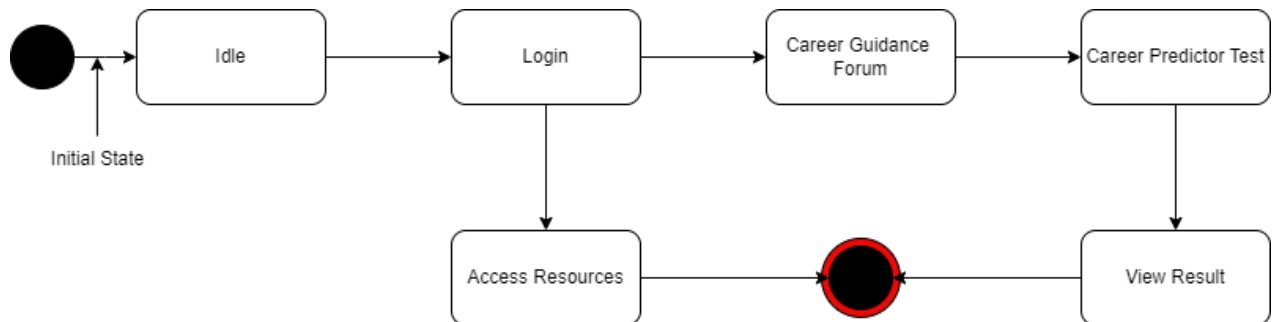 Idle
Login
Career Guidance
Forum
Career Predictor Test
Initial State
Access Resources
View Result